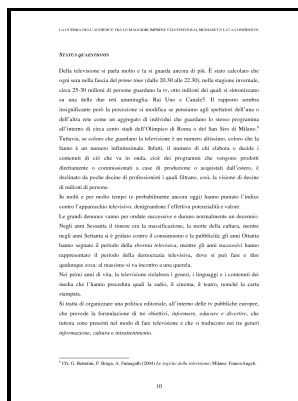 LA GUERRA DELL'AUDIENCE TRA LE MAGGIORI IMPRESE TELEVISIVE: RAI, MEDIASET E LA7 A CONFRONTO
STATUS QUAESTIONIS
Della televisione si parla molto e la si guarda ancora di più. È stato calcolato che
ogni sera nella fascia del prime time (dalle 20.30 alle 22.30), nella stagione invernale,
circa 25-30 milioni di persone guardano la tv, otto milioni dei quali si sintonizzano
su una delle due reti ammiraglia: Rai Uno e Canale5. Il rapporto sembra
insignificante però la percezione si modifica se pensiamo agli spettatori dell'una o
dell'altra rete come un aggregato di individui che guardano lo stesso programma
all'interno di circa cento stadi dell'Olimpico di Roma o del San Siro di Milano.6
Tuttavia, se coloro che guardano la televisione è un numero altissimo, coloro che la
fanno è un numero infinitesimale. Infatti, il numero di chi elabora o decide i
contenuti di ciò che va in onda, cioè dei programmi che vengono prodotti
direttamente o commissionati a case di produzione o acquistati dall'estero, è
declinato da poche decine di professionisti i quali filtrano, così, la visione di decine
di milioni di persone.
In molti e per molto tempo (e probabilmente ancora oggi) hanno puntato l'indice
contro l'apparecchio televisivo, denigrandone l'effettiva potenzialità e valore.
Le grandi denunce vanno per ondate successive e durano normalmente un decennio.
Negli anni Sessanta il timore era la massificazione, la morte della cultura, mentre
negli anni Settanta si è gridato contro il consumismo e la pubblicità; gli anni Ottanta
hanno segnato il periodo della sbornia televisiva, mentre gli anni successivi hanno
rappresentato il periodo della democrazia televisiva, dove si può fare e dire
qualunque cosa: al massimo si va incontro a una querela.
Nei primi anni di vita, la televisione rielabora i generi, i linguaggi e i contenuti dei
media che l'hanno preceduta quali la radio, il cinema, il teatro, nonché la carta
stampata.
Si tratta di organizzare una politica editoriale, all'interno delle tv pubbliche europee,
che prevede la formulazione di tre obiettivi, informare, educare e divertire, che
tuttora sono presenti nel modo di fare televisione e che si traducono nei tre generi
informazione, cultura e intrattenimento.
6 Cfr. G. Bettetini, P. Braga, A. Fumagalli (2004) Le logiche della televisione, Milano: FrancoAngeli.
10